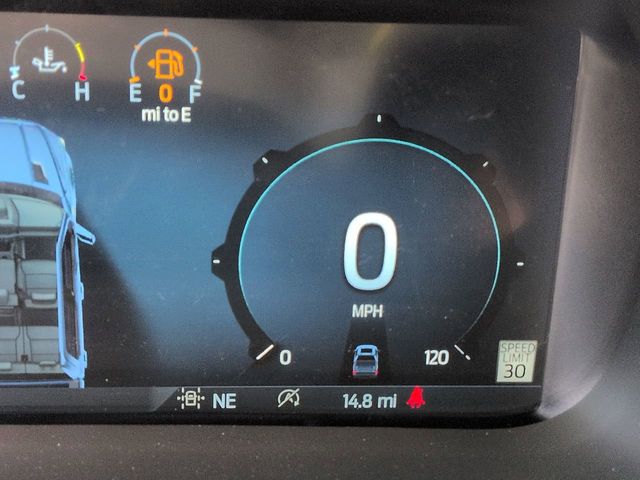 C H
E 0 F
mi to E
0
MPH
0 120
SPEED
LIMIT
30
NE 14.8 mi